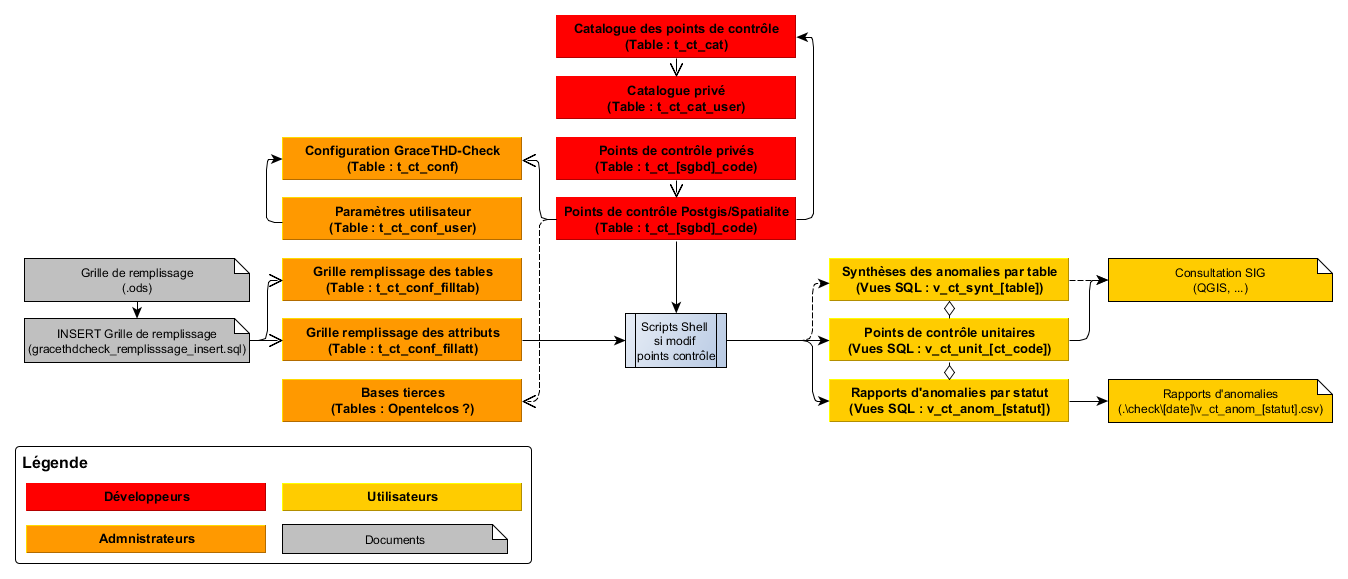 Catalogue des points de contrôle
(Table : t_ct_cat)
Catalogue privé
(Table : t_ct_cat_user)
Configuration GraceTHD-Check
(Table : t_ct_conf)
Points de contrôle privés
(Table : t_ct_[sgbd]_code)
Paramètres utilisateur
(Table : t_ct_conf_user)
Points de contrôle Postgis/Spatialite
(Table : t_ct_[sgbd]_code)
Grille de remplissage
(.ods)
Grille remplissage des tables
(Table : t_ct_conf_filltab)
Synthèses des anomalies par table
(Vues SQL : v_ct_synt_[table])
Consultation SIG
(QGIS, ...)
INSERT Grille de remplissage
(gracethdcheck_remplisssage_insert.sql)
Grille remplissage des attributs
(Table : t_ct_conf_fillatt)
Scripts Shell
si modif
points contrôle
Points de contrôle unitaires
(Vues SQL : v_ct_unit_[ct_code])
Bases tierces
(Tables : Opentelcos ?)
Rapports d'anomalies par statut
(Vues SQL : v_ct_anom_[statut])
Rapports d'anomalies
(.\check\[date]\v_ct_anom_[statut].csv)
Légende
Développeurs
Utilisateurs
Admnistrateurs
Documents